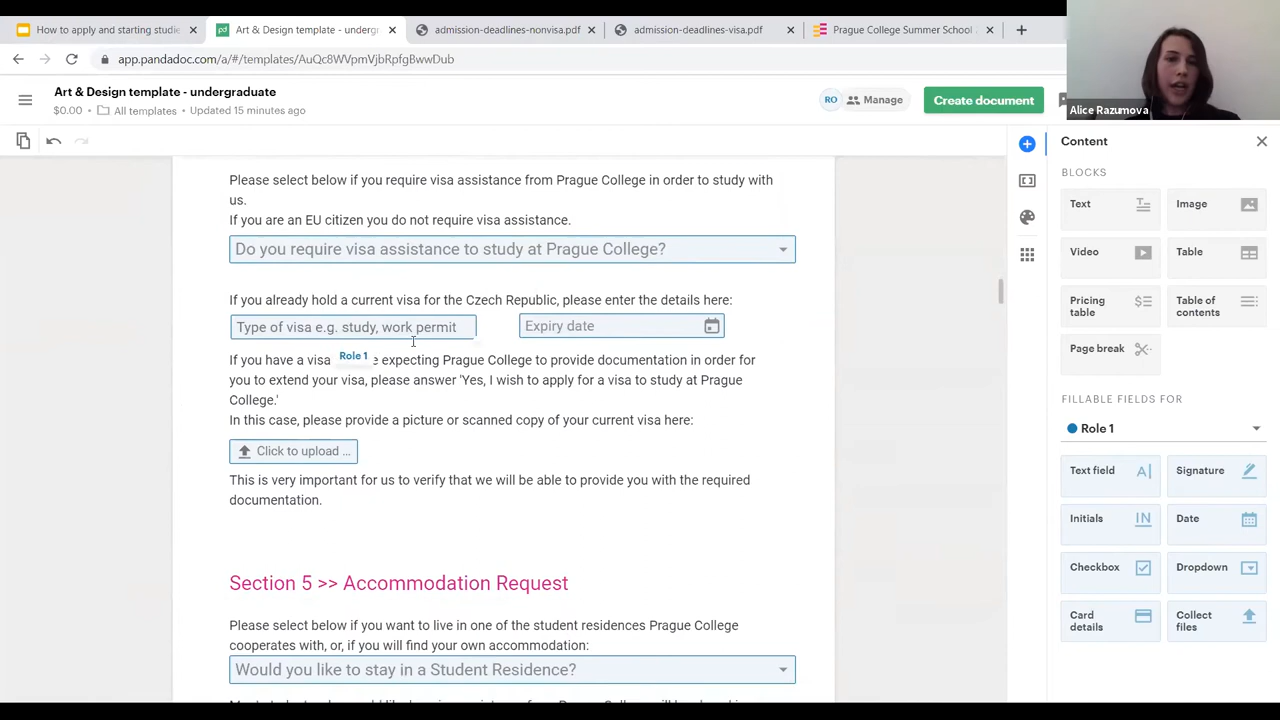 How to apply and starting studie
Art & Design template - underg
admission-deadlines-nonvisa.pdf
admission-deadlines-visa.pdf
Prague College Summer School
app.pandadoc.com/a/#/templates/AuQc8WVpmVjbRpfgBwwDub
Alice Razumova
Art & Design template - undergraduate
$0.00 All templates Updated 15 minutes ago
RO Manage
Create document
Please select below if you require visa assistance from Prague College in order to study with
us.
If you are an EU citizen you do not require visa assistance.
Do you require visa assistance to study at Prague College?
If you already hold a current visa for the Czech Republic, please enter the details here:
Type of visa e.g. study, work permit
Expiry date
Role 1
If you have a visa e expecting Prague College to provide documentation in order for
you to extend your visa, please answer 'Yes, I wish to apply for a visa to study at Prague
College.'
In this case, please provide a picture or scanned copy of your current visa here:
Click to upload ...
This is very important for us to verify that we will be able to provide you with the required
documentation.
Section 5 >> Accommodation Request
Please select below if you want to live in one of the student residences Prague College
cooperates with, or, if you will find your own accommodation:
Would you like to stay in a Student Residence?
Content
BLOCKS
Text
Image
Video
Table
Pricing
table
Table of
contents
Page break
FILLABLE FIELDS FOR
Role 1
Text field
Signature
Initials
Date
Checkbox
Dropdown
Card
details
Collect
files